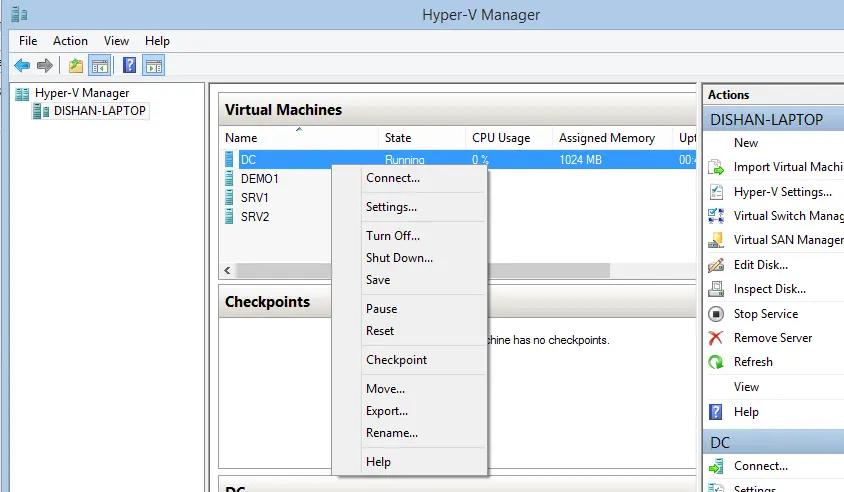 Hyper-V Manager
File Action View Help
Hyper-V Manager
DISHAN-LAPTOP
Virtual Machines
Name State CPU Usage Assigned Memory Upt
DC Running 0 % 1024 MB 00:4
DEMO1
SRV1
SRV2
Connect...
Settings...
Turn Off...
Shut Down...
Save
Pause
Reset
Checkpoint
Move...
Export...
Rename...
Help
Checkpoints
chine has no checkpoints.
DC
Actions
DISHAN-LAPTOP
New
Import Virtual Machi
Hyper-V Settings...
Virtual Switch Manag
Virtual SAN Manager
Edit Disk...
Inspect Disk...
Stop Service
Remove Server
Refresh
View
Help
DC
Connect...
Settings